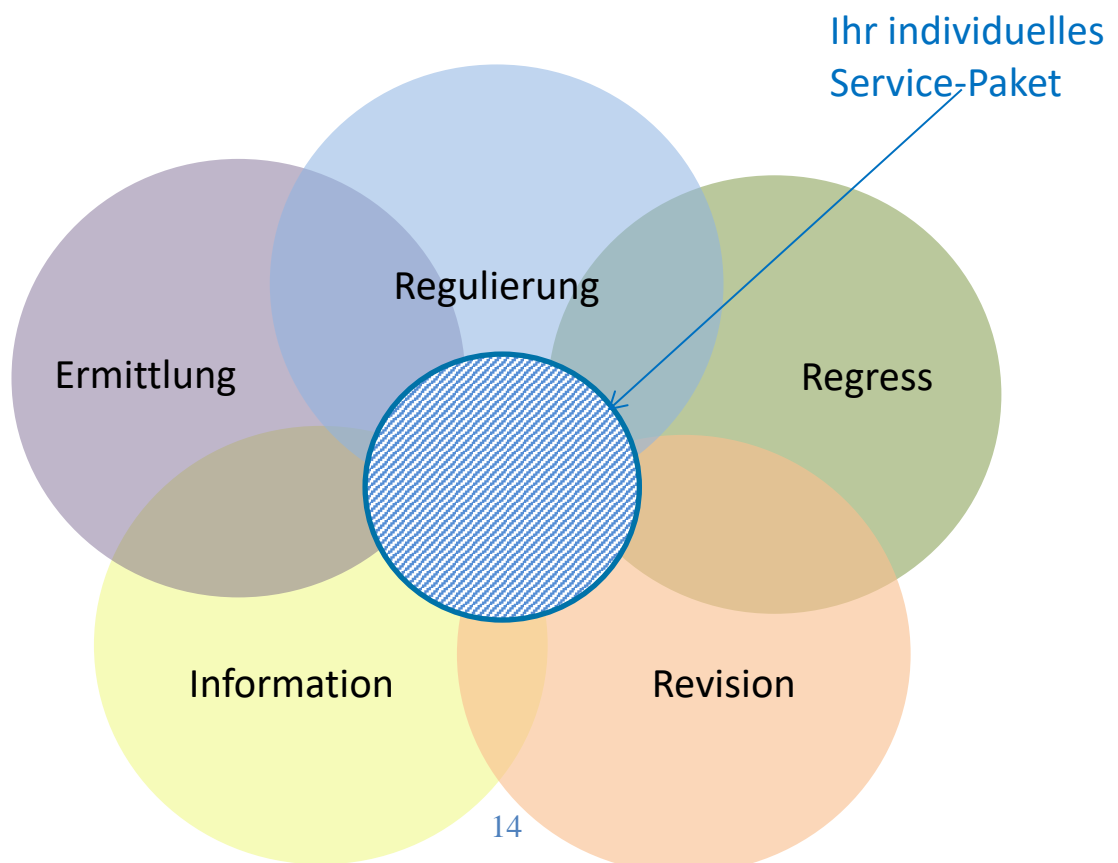 Ihr individuelles
Service-Paket
Regulierung
Ermittlung
Regress
Information
Revision
14